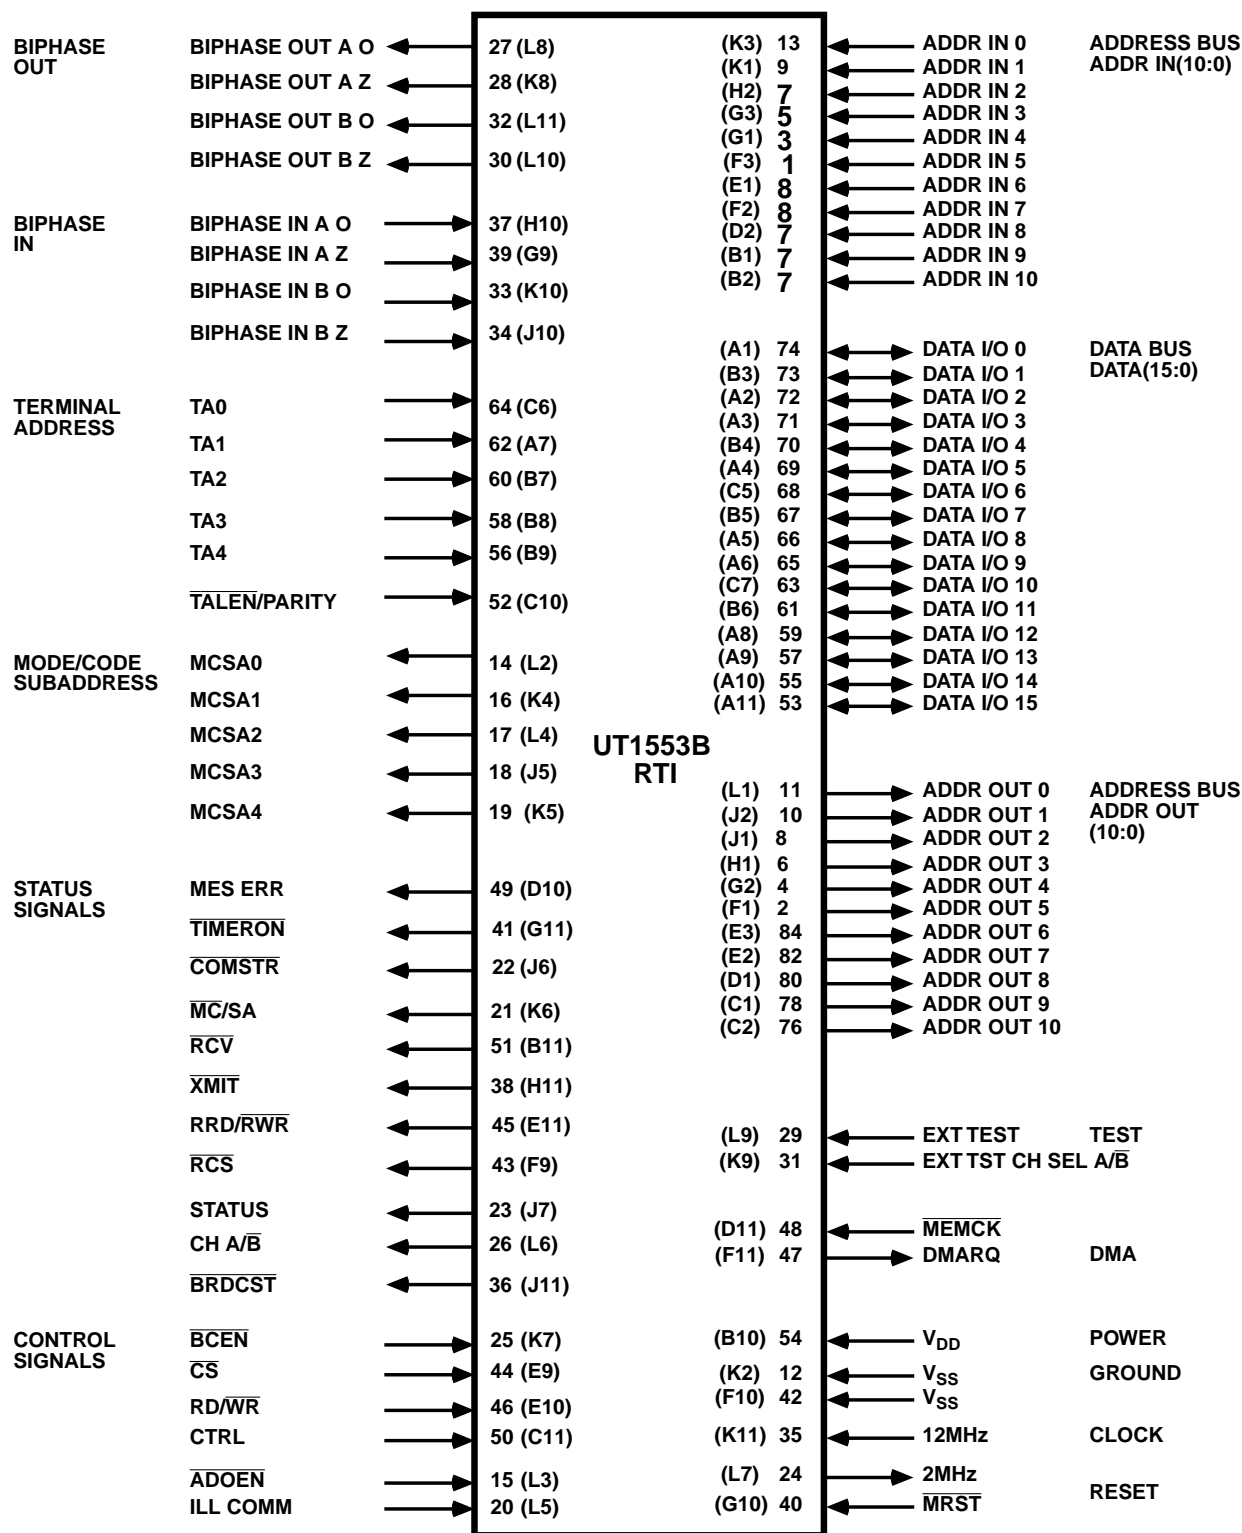 BIPHASE OUT
BIPHASE OUT A O 27 (L8)
BIPHASE OUT A Z 28 (K8)
BIPHASE OUT B O 32 (L11)
BIPHASE OUT B Z 30 (L10)
BIPHASE IN
BIPHASE IN A O 37 (H10)
BIPHASE IN A Z 39 (G9)
BIPHASE IN B O 33 (K10)
BIPHASE IN B Z 34 (J10)
TERMINAL ADDRESS
TA0 64 (C6)
TA1 62 (A7)
TA2 60 (B7)
TA3 58 (B8)
TA4 56 (B9)
TALEN/PARITY 52 (C10)
MODE/CODE SUBADDRESS
MCSA0 14 (L2)
MCSA1 16 (K4)
MCSA2 17 (L4)
MCSA3 18 (J5)
MCSA4 19 (K5)
STATUS SIGNALS
MES ERR 49 (D10)
TIMERON 41 (G11)
COMSTR 22 (J6)
MC/SA 21 (K6)
RCV 51 (B11)
XMIT 38 (H11)
RRD/RWR 45 (E11)
RCS 43 (F9)
STATUS 23 (J7)
CH A/B 26 (L6)
BRDCST 36 (J11)
CONTROL SIGNALS
BCEN 25 (K7)
CS 44 (E9)
RD/WR 46 (E10)
CTRL 50 (C11)
ADOEN 15 (L3)
ILL COMM 20 (L5)
UT1553B
RTI
(K3) 13 ADDR IN 0 ADDRESS BUS
(K1) 9 ADDR IN 1 ADDR IN(10:0)
(H2) 7 ADDR IN 2
(G3) 5 ADDR IN 3
(G1) 3 ADDR IN 4
(F3) 1 ADDR IN 5
(E1) 8 ADDR IN 6
(F2) 8 ADDR IN 7
(D2) 7 ADDR IN 8
(B1) 7 ADDR IN 9
(B2) 7 ADDR IN 10
(A1) 74 DATA I/O 0 DATA BUS
(B3) 73 DATA I/O 1 DATA(15:0)
(A2) 72 DATA I/O 2
(A3) 71 DATA I/O 3
(B4) 70 DATA I/O 4
(A4) 69 DATA I/O 5
(C5) 68 DATA I/O 6
(B5) 67 DATA I/O 7
(A5) 66 DATA I/O 8
(A6) 65 DATA I/O 9
(C7) 63 DATA I/O 10
(B6) 61 DATA I/O 11
(A8) 59 DATA I/O 12
(A9) 57 DATA I/O 13
(A10) 55 DATA I/O 14
(A11) 53 DATA I/O 15
(L1) 11 ADDR OUT 0 ADDRESS BUS
(J2) 10 ADDR OUT 1 ADDR OUT
(J1) 8 ADDR OUT 2 (10:0)
(H1) 6 ADDR OUT 3
(G2) 4 ADDR OUT 4
(F1) 2 ADDR OUT 5
(E3) 84 ADDR OUT 6
(E2) 82 ADDR OUT 7
(D1) 80 ADDR OUT 8
(C1) 78 ADDR OUT 9
(C2) 76 ADDR OUT 10
(L9) 29 EXT TEST TEST
(K9) 31 EXT TST CH SEL A/B
(D11) 48 MEMCK
(F11) 47 DMARQ DMA
(B10) 54 VDD POWER
(K2) 12 VSS GROUND
(F10) 42 VSS
(K11) 35 12MHz CLOCK
(L7) 24 2MHz
(G10) 40 MRST RESET